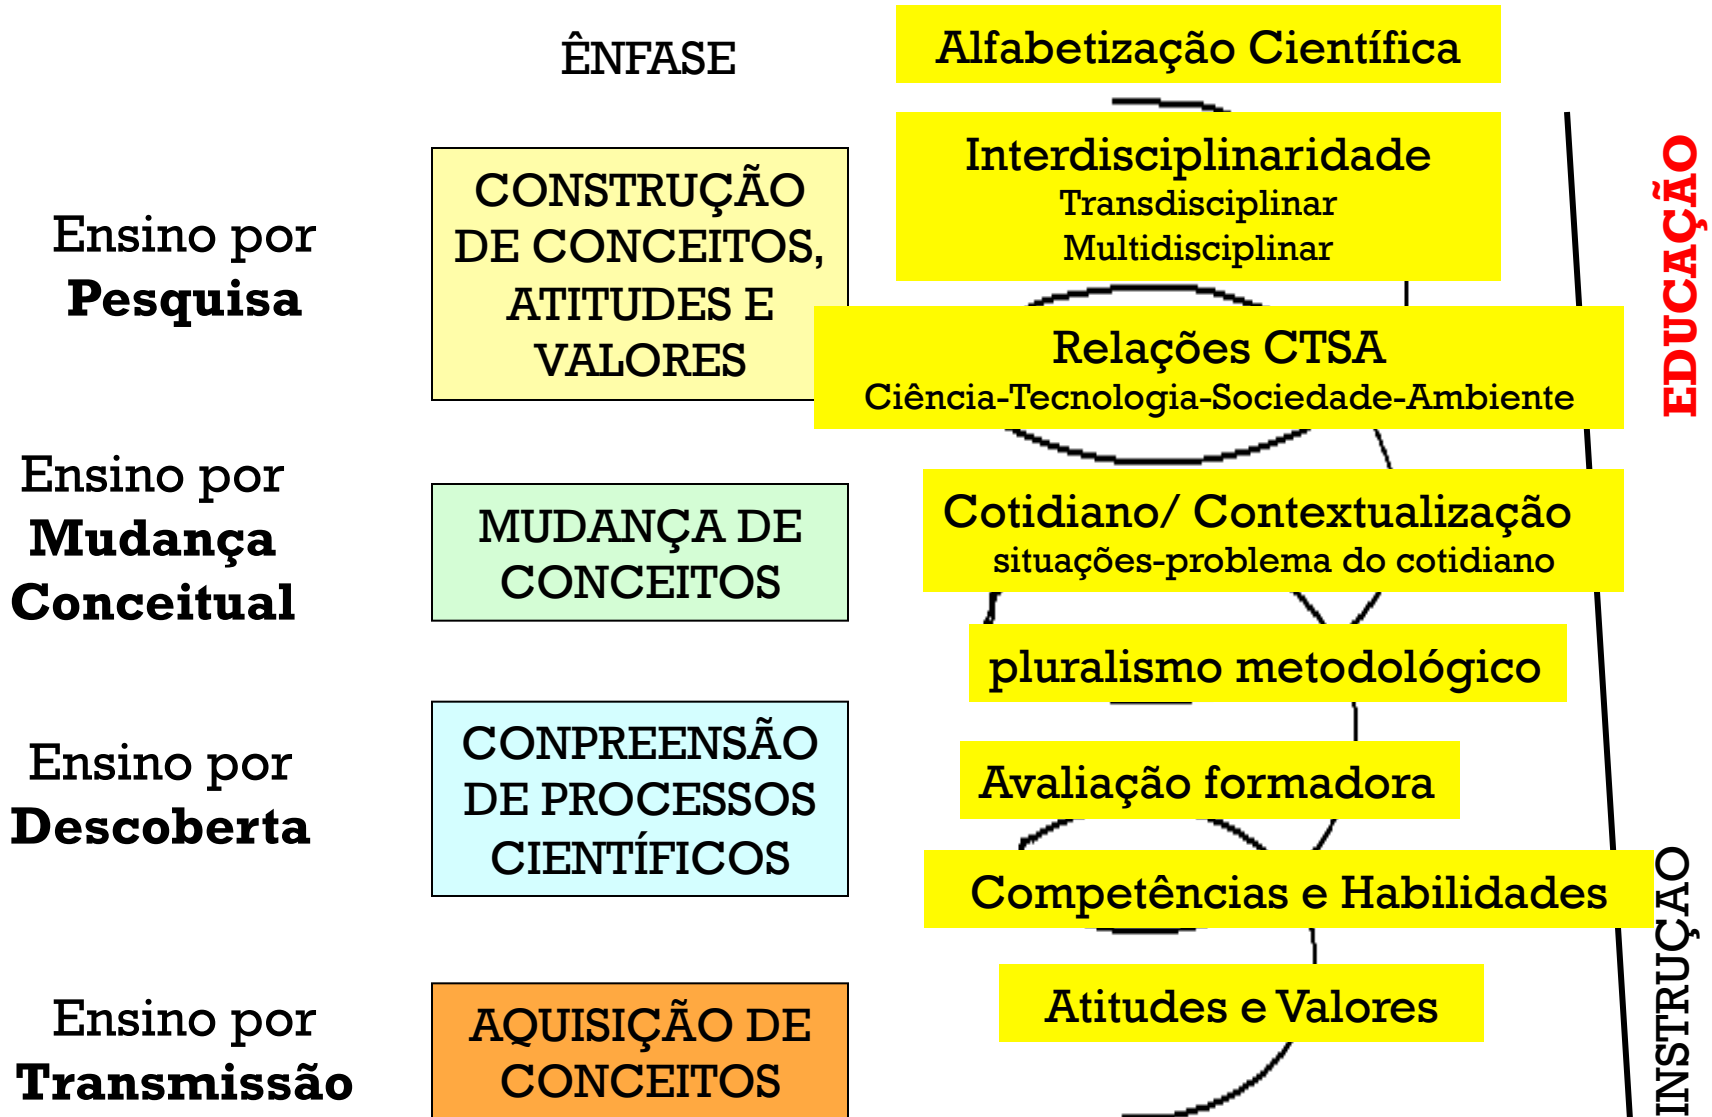 ÊNFASE
Ensino por
Pesquisa
CONSTRUÇÃO
DE CONCEITOS,
ATITUDES E
VALORES
Ensino por
Mudança
Conceitual
MUDANÇA DE
CONCEITOS
Ensino por
Descoberta
CONPREENSÃO
DE PROCESSOS
CIENTÍFICOS
Ensino por
Transmissão
AQUISIÇÃO DE
CONCEITOS
Alfabetização Científica
Interdisciplinaridade
Transdisciplinar
Multidisciplinar
Relações CTSA
Ciência-Tecnologia-Sociedade-Ambiente
Cotidiano/ Contextualização
situações-problema do cotidiano
pluralismo metodológico
Avaliação formadora
Competências e Habilidades
Atitudes e Valores
EDUCAÇÃO
INSTRUÇAO